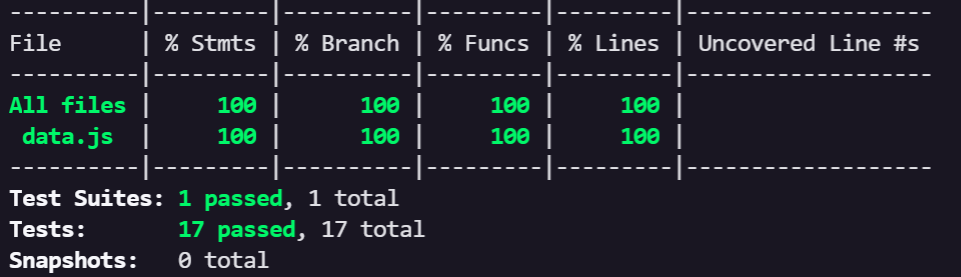 ----------|---------|----------|---------|---------|-------------------
File      | % Stmts | % Branch | % Funcs | % Lines | Uncovered Line #s
----------|---------|----------|---------|---------|-------------------
All files |     100 |      100 |     100 |     100 |
 data.js  |     100 |      100 |     100 |     100 |
----------|---------|----------|---------|---------|-------------------
Test Suites: 1 passed, 1 total
Tests:       17 passed, 17 total
Snapshots:   0 total